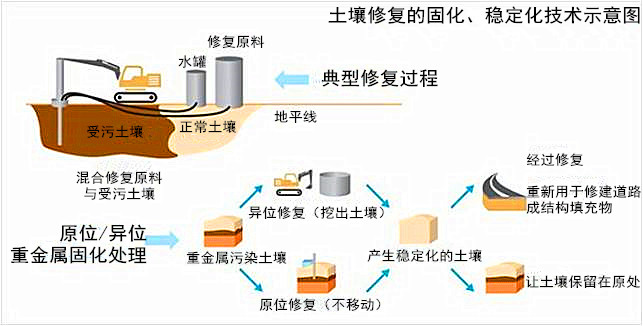 土壤修复的固化、稳定化技术示意图
修复原料
水罐
典型修复过程
地平线
受污土壤
正常土壤
混合修复原料
与受污土壤
经过修复
重新用于修建道路
成结构填充物
异位修复（挖出土壤）
原位/异位
重金属固化处理
重金属污染土壤
产生稳定化的土壤
让土壤保留在原处
原位修复（不移动）